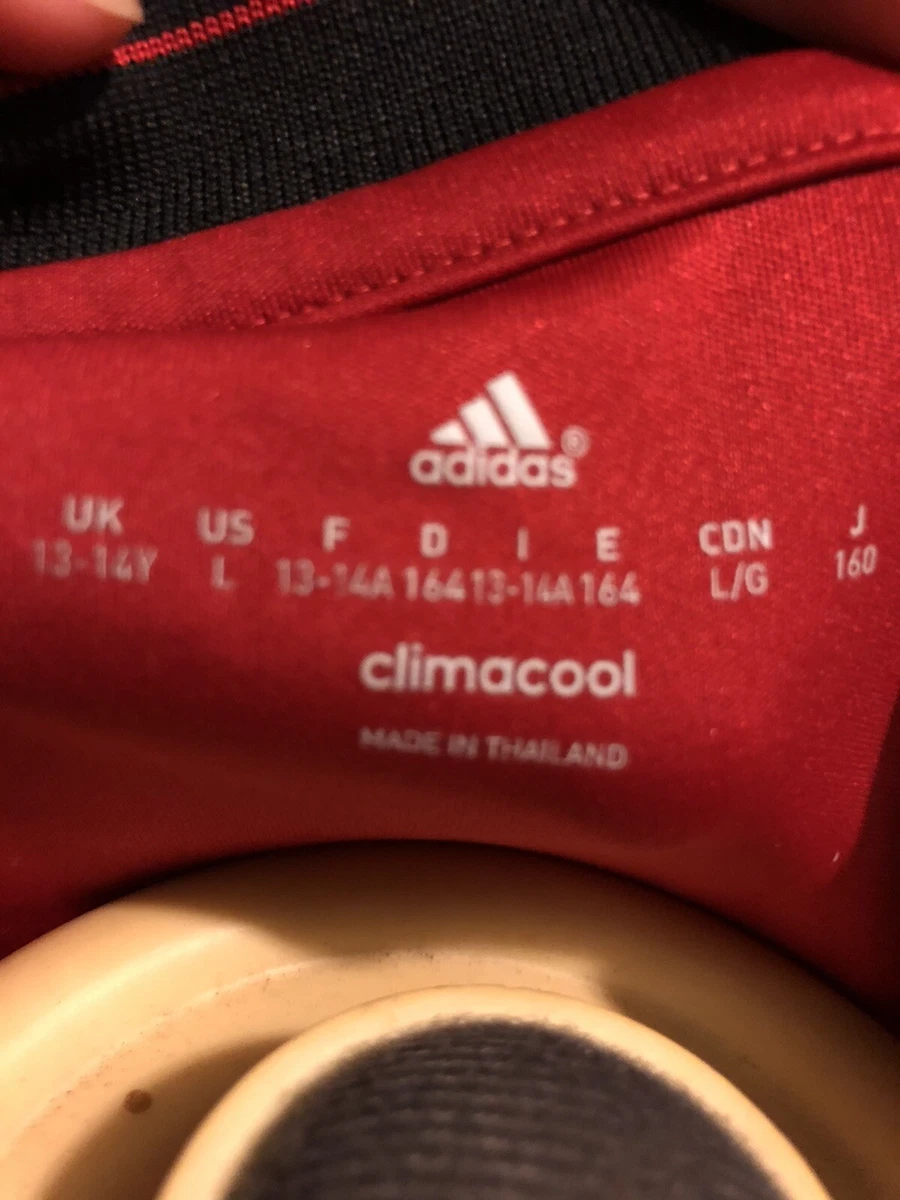 adidas®
UK US F D I E CDN J
13-14Y L 13-14A 164 13-14A 164 L/G 160
climacool
MADE IN THAILAND